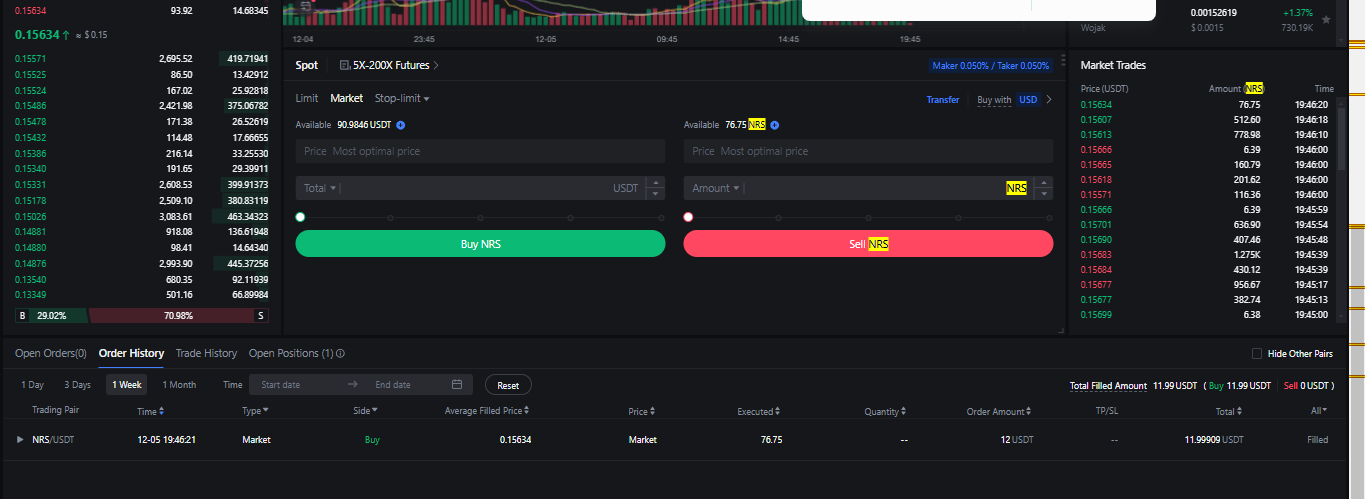 0.15634 93.92 14.68345
0.15634 ↑ ≈ $ 0.15
0.15571 2,695.52 419.71941
0.15525 86.50 13.42912
0.15524 167.02 25.92818
0.15486 2,421.98 375.06782
0.15478 171.38 26.52619
0.15432 114.48 17.66655
0.15386 216.14 33.25530
0.15340 191.65 29.39911
0.15331 2,608.53 399.91373
0.15178 2,509.10 380.83119
0.15026 3,083.61 463.34323
0.14881 918.08 136.61948
0.14880 98.41 14.64340
0.14876 2,993.90 445.37256
0.13540 680.35 92.11939
0.13349 501.16 66.89984
B 29.02% 70.98% S
12-04 23:45 12-05 09:45 14:45 19:45
Spot 5X-200X Futures >
Maker 0.050% / Taker 0.050%
Limit Market Stop-limit
Transfer Buy with USD >
Available 90.9846 USDT
Price Most optimal price
Total USDT
Buy NRS
Available 76.75 NRS
Price Most optimal price
Amount NRS
Sell NRS
0.00152619 +1.37%
Wojak $ 0.0015 730.19K
Market Trades
Price (USDT) Amount (NRS) Time
0.15634 76.75 19:46:20
0.15607 512.60 19:46:18
0.15613 778.98 19:46:10
0.15666 6.39 19:46:00
0.15665 160.79 19:46:00
0.15618 201.62 19:46:00
0.15571 116.36 19:46:00
0.15666 6.39 19:45:59
0.15701 636.90 19:45:54
0.15690 407.46 19:45:48
0.15683 1.275K 19:45:39
0.15684 430.12 19:45:39
0.15677 956.67 19:45:17
0.15677 382.74 19:45:13
0.15699 6.38 19:45:00
Open Orders(0) Order History Trade History Open Positions (1)
Hide Other Pairs
1 Day 3 Days 1 Week 1 Month Time Start date → End date Reset
Total Filled Amount 11.99 USDT ( Buy 11.99 USDT | Sell 0 USDT )
Trading Pair Time Type Side Average Filled Price Price Executed Quantity Order Amount TP/SL Total All
NRS/USDT 12-05 19:46:21 Market Buy 0.15634 Market 76.75 -- 12 USDT -- 11.99909 USDT Filled